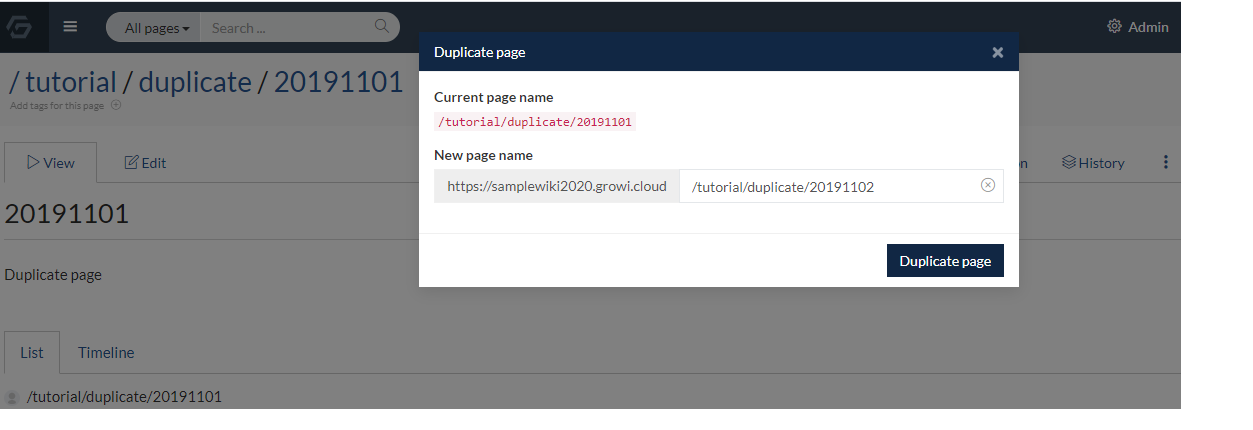 All pages Search ... Admin
Duplicate page ×
/ tutorial / duplicate / 20191101
Add tags for this page
Current page name
/tutorial/duplicate/20191101
New page name
View Edit on History
https://samplewiki2020.growi.cloud /tutorial/duplicate/20191102
20191101
Duplicate page
Duplicate page
List Timeline
/tutorial/duplicate/20191101